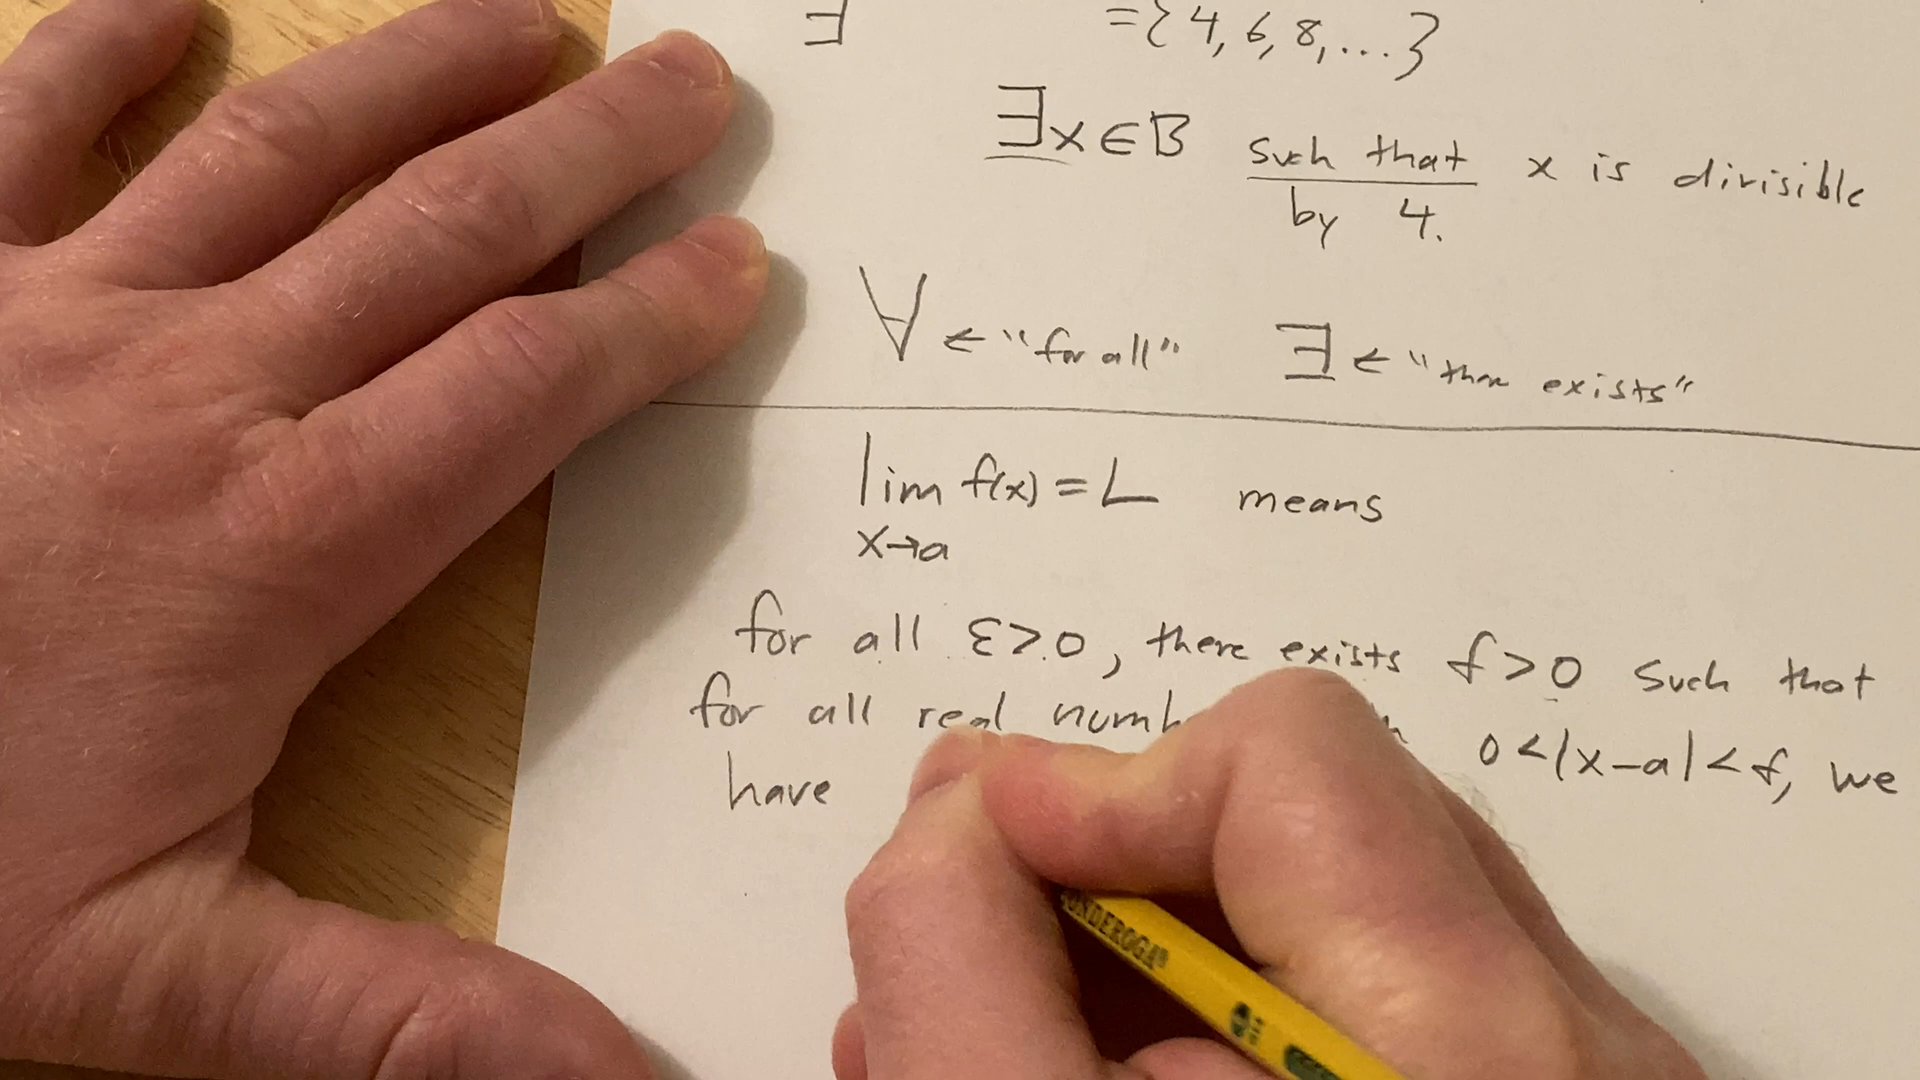 ∃ ={4, 6, 8, ...}
∃x∈B such that x is divisible
by 4.
∀ ← "for all" ∃ ← "there exists"
lim f(x) = L means
x→a
for all ε>0, there exists δ>0 such that
for all real 0<|x-a|<δ, we
have
ONDEROGA®